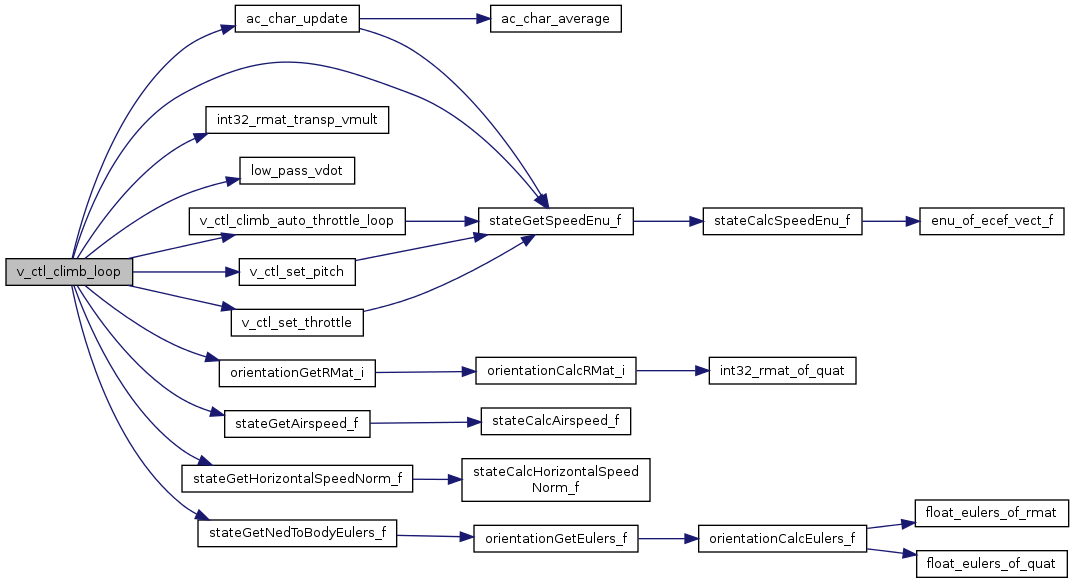 ac_char_update
ac_char_average
int32_rmat_transp_vmult
low_pass_vdot
v_ctl_climb_auto_throttle_loop
stateGetSpeedEnu_f
stateCalcSpeedEnu_f
enu_of_ecef_vect_f
v_ctl_climb_loop
v_ctl_set_pitch
v_ctl_set_throttle
orientationGetRMat_i
orientationCalcRMat_i
int32_rmat_of_quat
stateGetAirspeed_f
stateCalcAirspeed_f
stateGetHorizontalSpeedNorm_f
stateCalcHorizontalSpeed
Norm_f
stateGetNedToBodyEulers_f
orientationGetEulers_f
orientationCalcEulers_f
float_eulers_of_rmat
float_eulers_of_quat